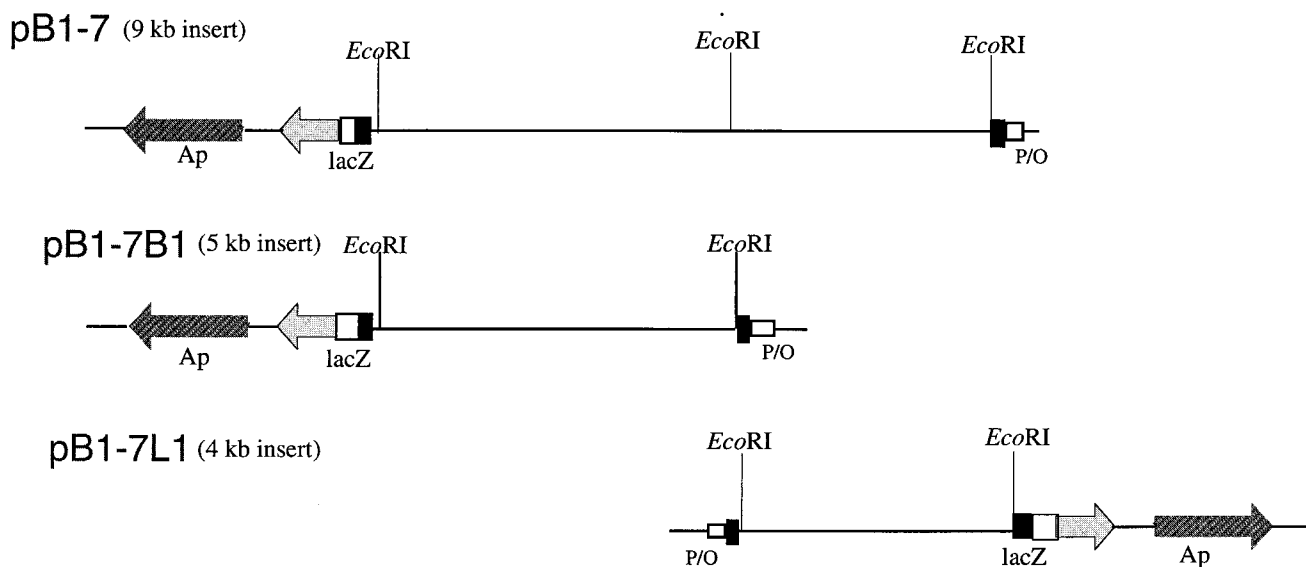 pB1-7 (9 kb insert)
EcoRI
EcoRI
EcoRI
Ap
lacZ
P/O
pB1-7B1 (5 kb insert)
EcoRI
EcoRI
Ap
lacZ
P/O
pB1-7L1 (4 kb insert)
EcoRI
EcoRI
P/O
lacZ
Ap